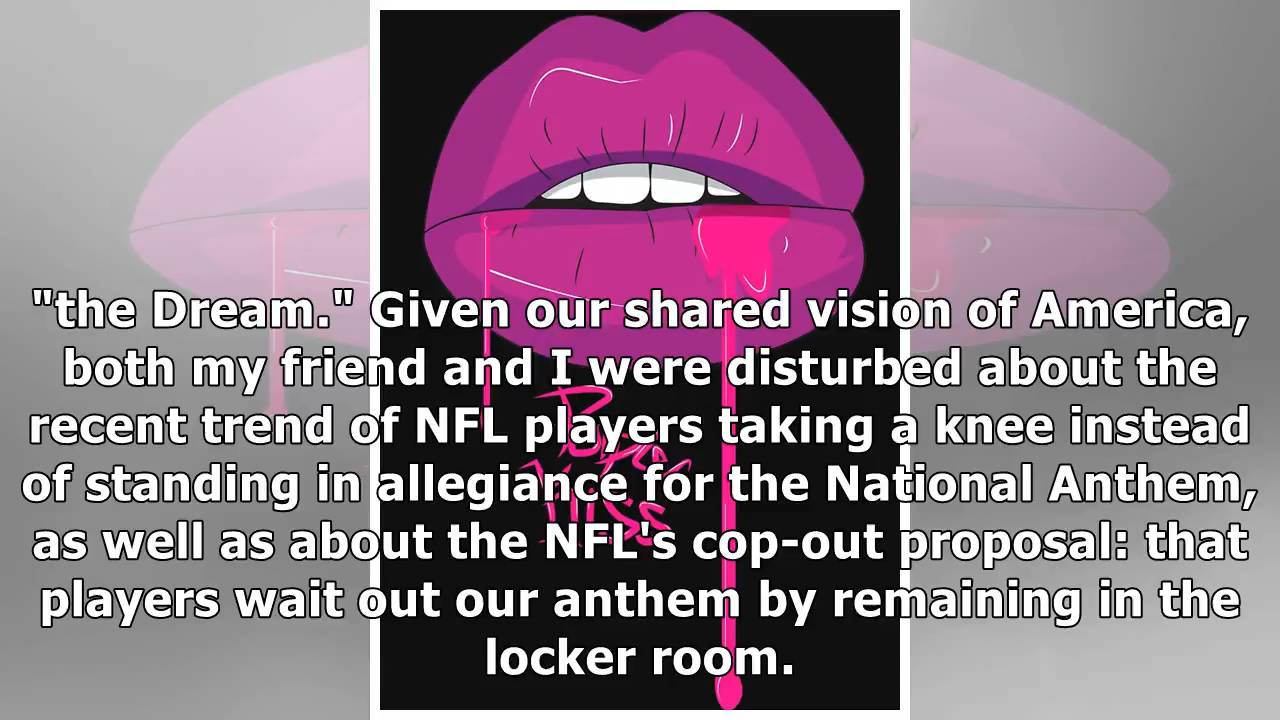 "the Dream." Given our shared vision of America,
both my friend and I were disturbed about the
recent trend of NFL players taking a knee instead
of standing in allegiance for the National Anthem,
as well as about the NFL's cop-out proposal: that
players wait out our anthem by remaining in the
locker room.